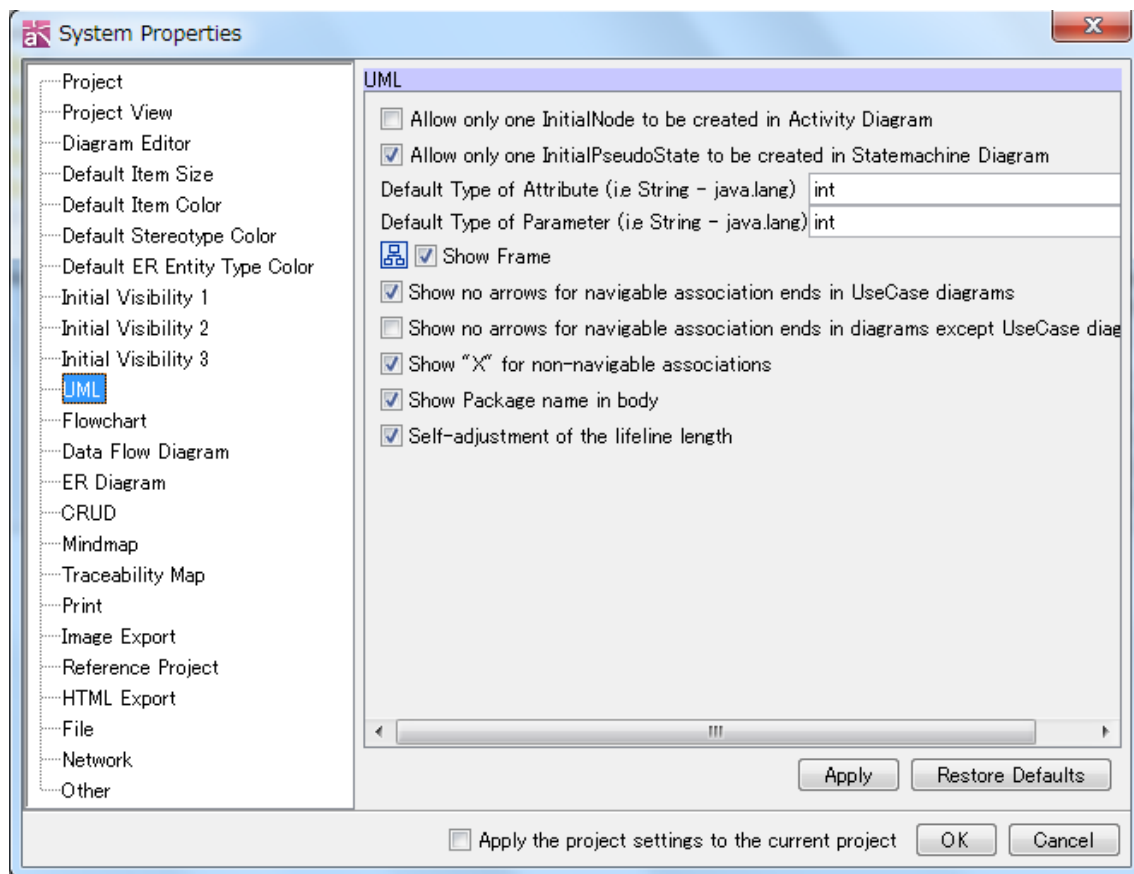 System Properties
Project
Project View
Diagram Editor
Default Item Size
Default Item Color
Default Stereotype Color
Default ER Entity Type Color
Initial Visibility 1
Initial Visibility 2
Initial Visibility 3
UML
Flowchart
Data Flow Diagram
ER Diagram
CRUD
Mindmap
Traceability Map
Print
Image Export
Reference Project
HTML Export
File
Network
Other
UML
Allow only one InitialNode to be created in Activity Diagram
Allow only one InitialPseudoState to be created in Statemachine Diagram
Default Type of Attribute (i.e String - java.lang) int
Default Type of Parameter (i.e String - java.lang) int
Show Frame
Show no arrows for navigable association ends in UseCase diagrams
Show no arrows for navigable association ends in diagrams except UseCase diag
Show "X" for non-navigable associations
Show Package name in body
Self-adjustment of the lifeline length
Apply Restore Defaults
Apply the project settings to the current project OK Cancel